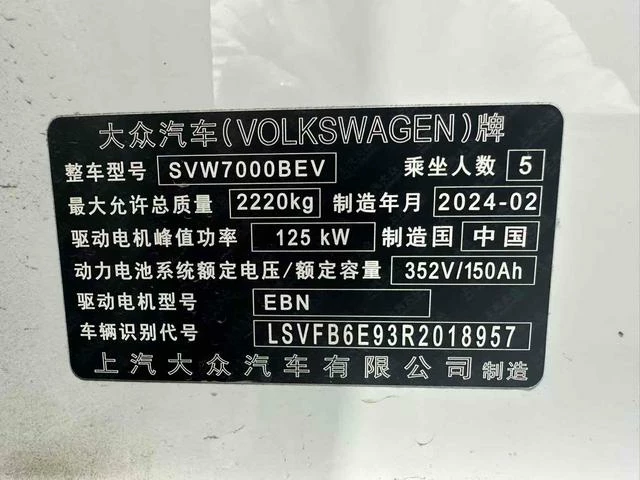 大众汽车(VOLKSWAGEN)牌
整车型号 SVW7000BEV 乘坐人数 5
最大允许总质量 2220kg 制造年月 2024-02
驱动电机峰值功率 125 kW 制造国 中国
动力电池系统额定电压/额定容量 352V/150Ah
驱动电机型号 EBN
车辆识别代号 LSVFB6E93R2018957
上汽大众汽车有限公司 制造